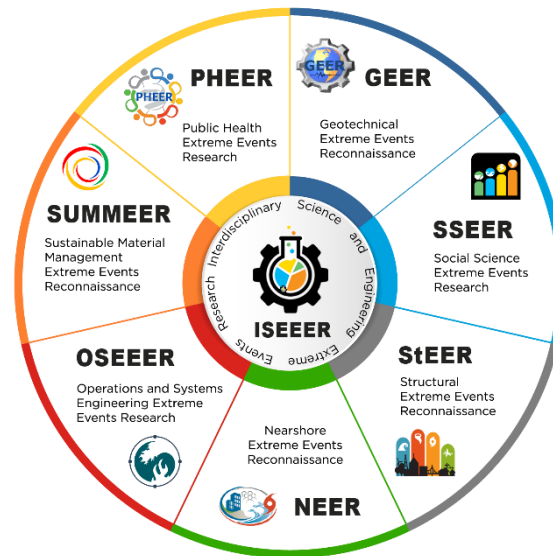 PHEER
PHEER
Public Health
Extreme Events
Research
GEER
GEER
Geotechnical
Extreme Events
Reconnaissance
SSEER
Social Science
Extreme Events
Research
StEER
Structural
Extreme Events
Reconnaissance
Nearshore
Extreme Events
Reconnaissance
NEER
OSEEER
Operations and Systems
Engineering Extreme
Events Research
SUMMEER
Sustainable Material
Management
Extreme Events
Reconnaissance
Interdisciplinary Science and Engineering Extreme Events Research
ISEEER